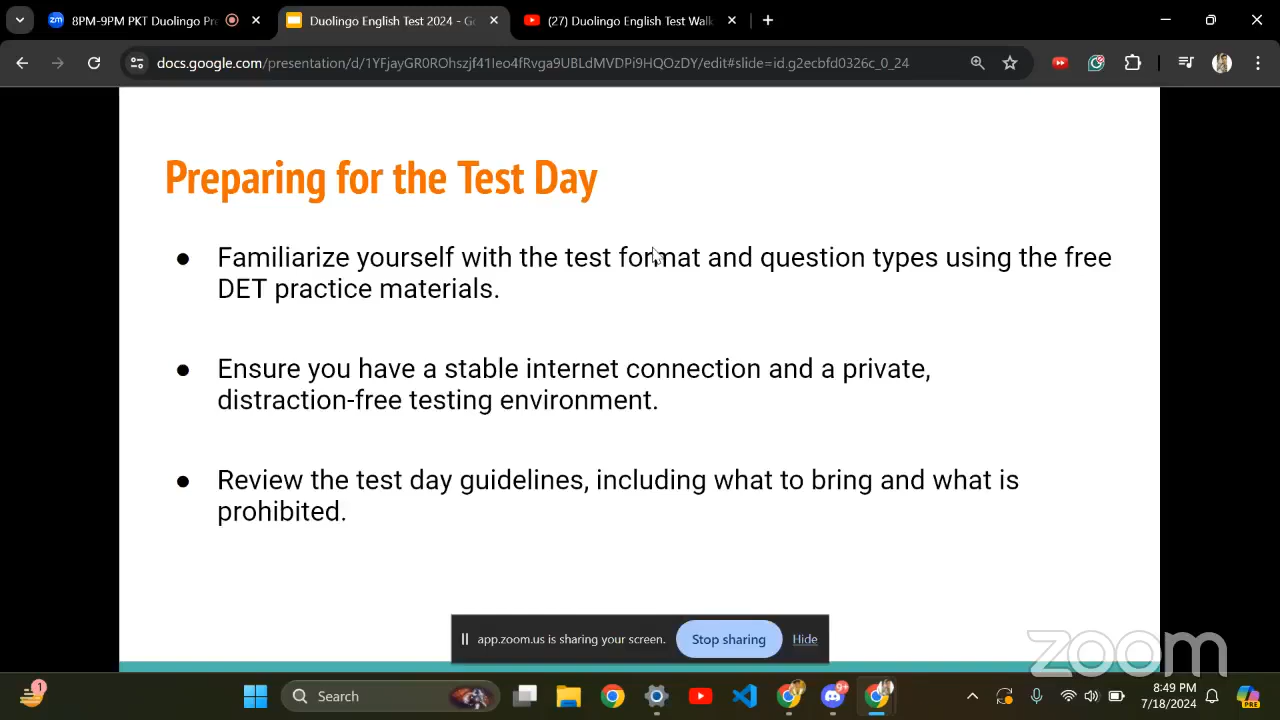 8PM-9PM PKT Duolingo Pre
Duolingo English Test 2024 - Go
(27) Duolingo English Test Walk
docs.google.com/presentation/d/1YFjayGR0ROhszjf41Ieo4fRvga9UBLdMVDPi9HQOzDY/edit#slide=id.g2ecbfd0326c_0_24
Preparing for the Test Day
● Familiarize yourself with the test format and question types using the free
DET practice materials.
● Ensure you have a stable internet connection and a private,
distraction-free testing environment.
● Review the test day guidelines, including what to bring and what is
prohibited.
app.zoom.us is sharing your screen. Stop sharing Hide
zoom
1
Search
9+
8:49 PM
7/18/2024
PRE